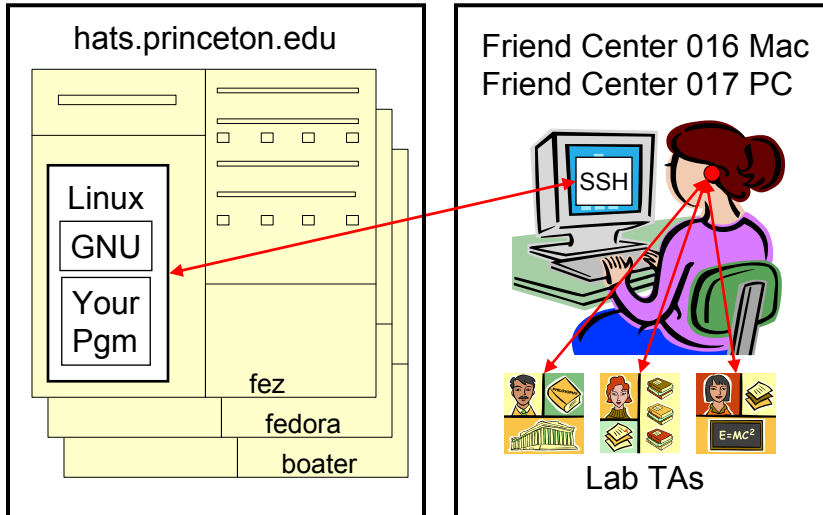 hats.princeton.edu
Linux
GNU
Your
Pgm
fez
fedora
boater
Friend Center 016 Mac
Friend Center 017 PC
SSH
E=MC²
Lab TAs